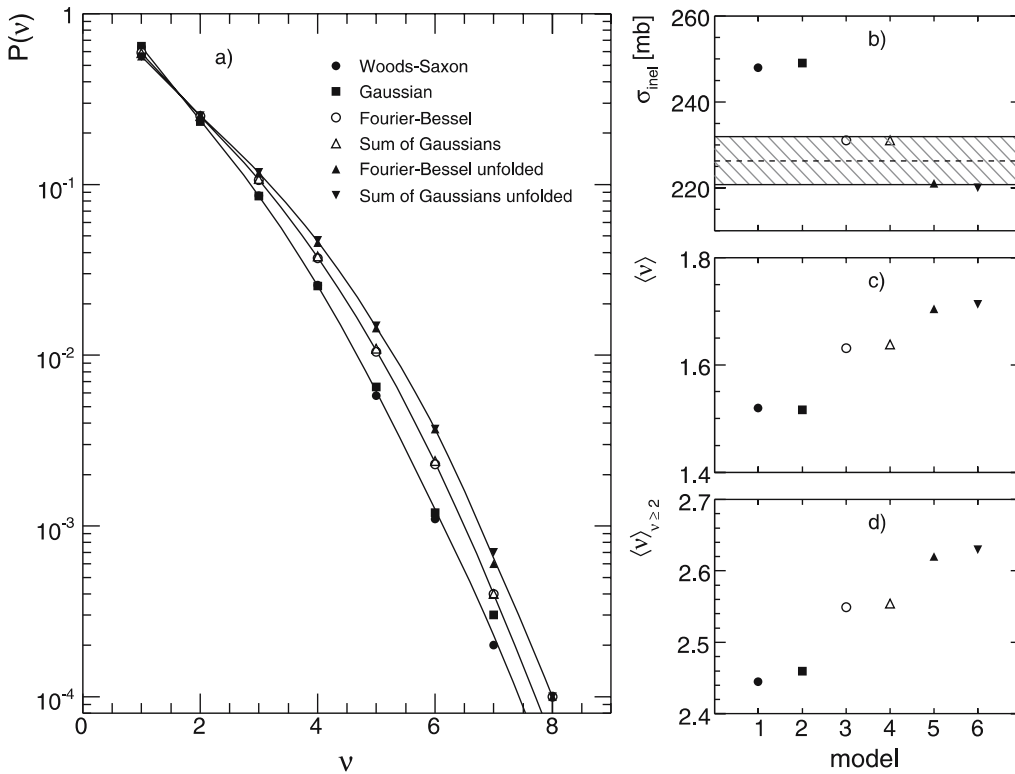 P(ν)
1
10⁻¹
10⁻²
10⁻³
10⁻⁴
0
2
4
6
8
ν
a)
Woods-Saxon
Gaussian
Fourier-Bessel
Sum of Gaussians
Fourier-Bessel unfolded
Sum of Gaussians unfolded
σ_inel [mb]
260
240
220
b)
⟨ν⟩
1.8
1.6
1.4
c)
⟨ν⟩_ν ≥ 2
2.7
2.6
2.5
2.4
d)
1 2 3 4 5 6
model